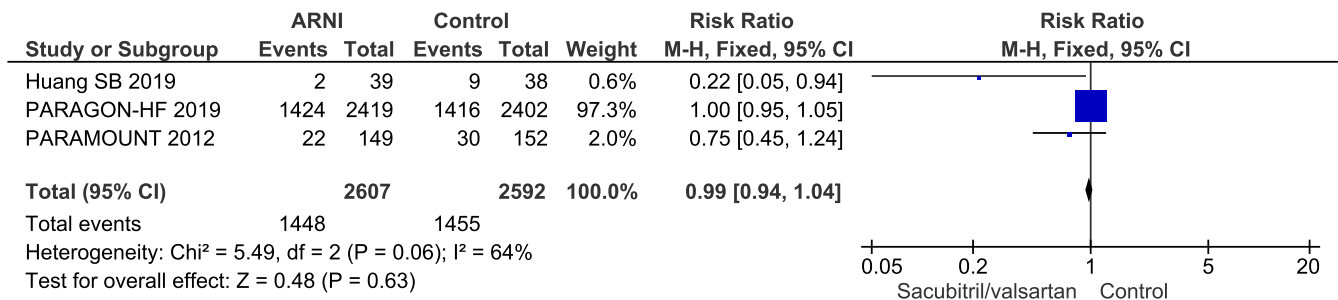 ARNI Control Risk Ratio Risk Ratio
Study or Subgroup Events Total Events Total Weight M-H, Fixed, 95% CI M-H, Fixed, 95% CI
Huang SB 2019 2 39 9 38 0.6% 0.22 [0.05, 0.94]
PARAGON-HF 2019 1424 2419 1416 2402 97.3% 1.00 [0.95, 1.05]
PARAMOUNT 2012 22 149 30 152 2.0% 0.75 [0.45, 1.24]
Total (95% CI) 2607 2592 100.0% 0.99 [0.94, 1.04]
Total events 1448 1455
Heterogeneity: Chi² = 5.49, df = 2 (P = 0.06); I² = 64%
Test for overall effect: Z = 0.48 (P = 0.63)
0.05 0.2 1 5 20
Sacubitril/valsartan Control